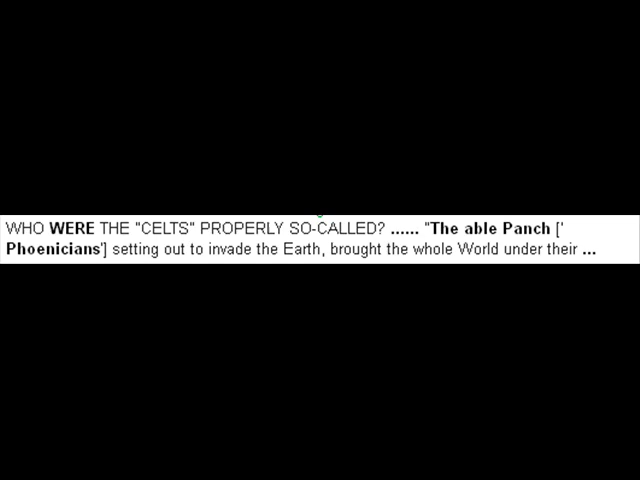 WHO WERE THE "CELTS" PROPERLY SO-CALLED? ...... "The able Panch ['
Phoenicians'] setting out to invade the Earth, brought the whole World under their ...